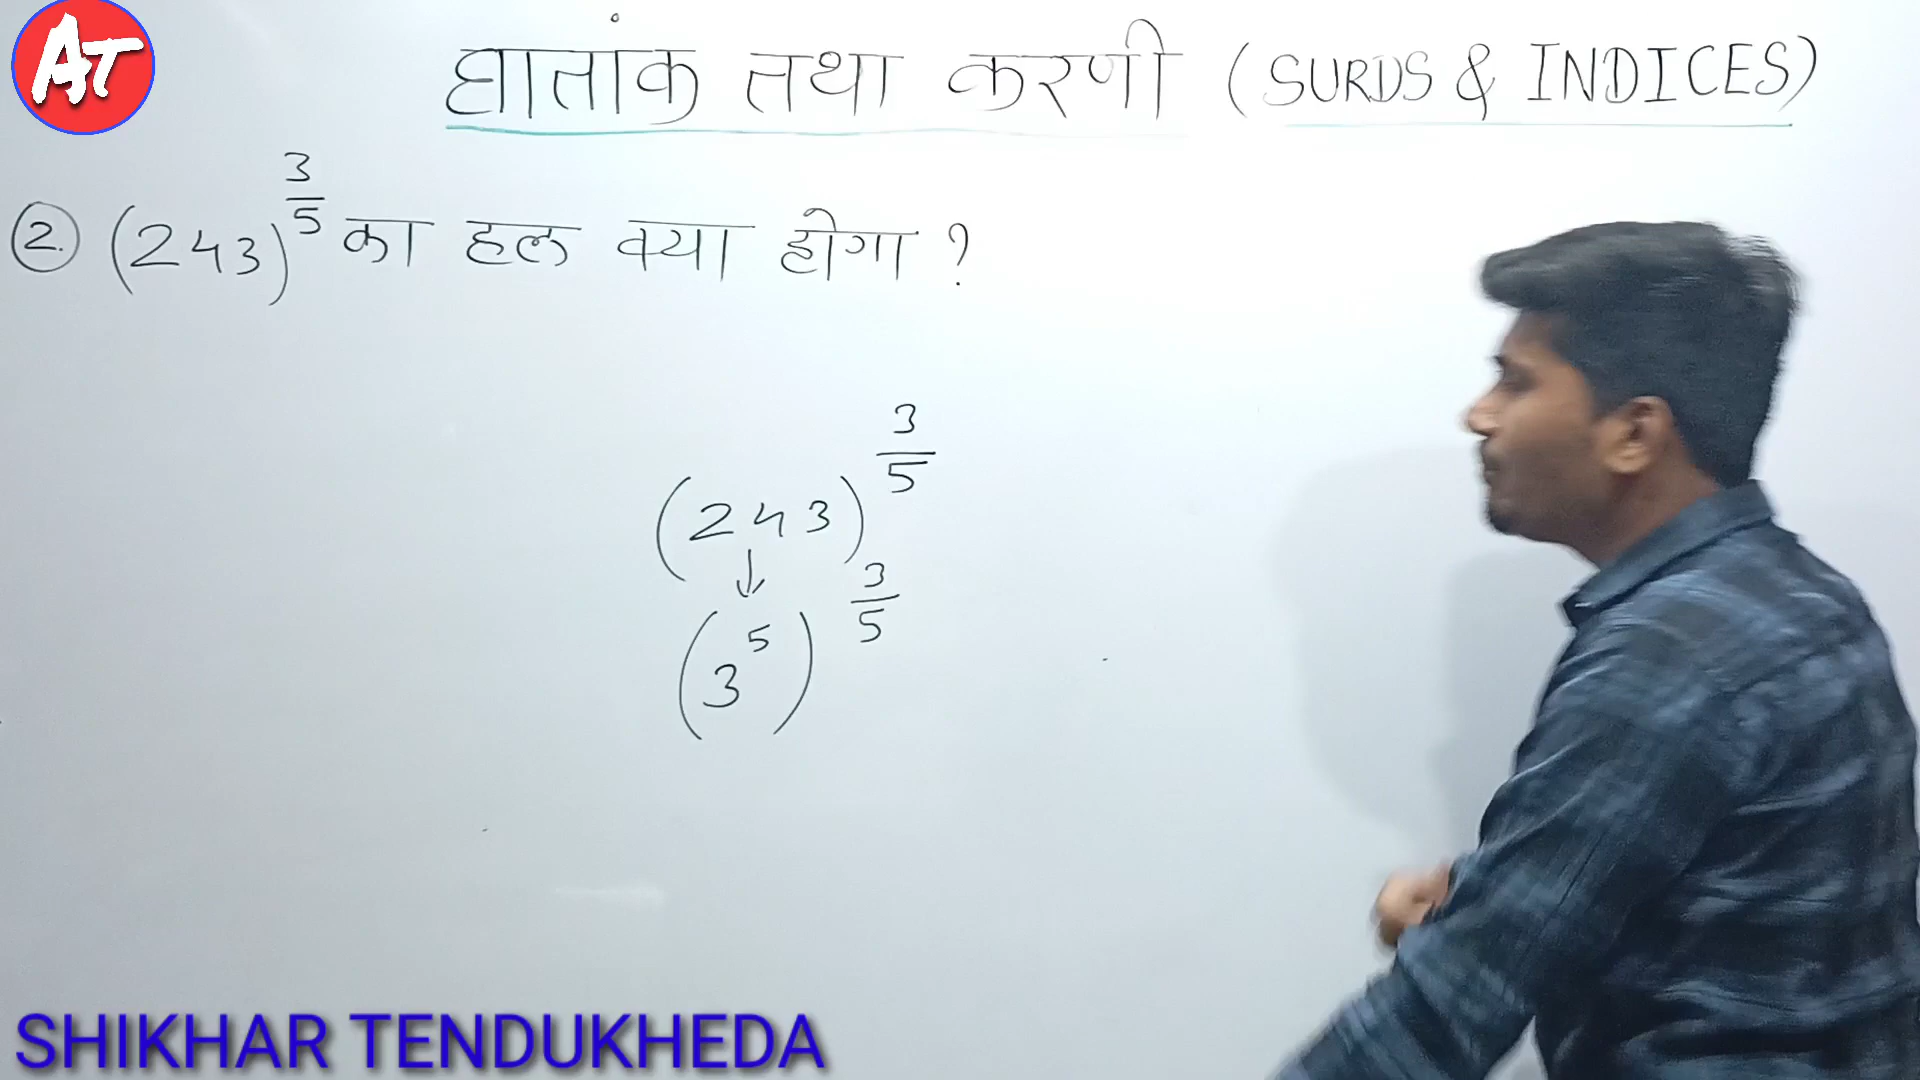 AT
घातांक तथा करणी (SURDS & INDICES)
2. (243)^(3/5) का हल क्या होगा ?
(243)^(3/5)
↓
(3^5)^(3/5)
SHIKHAR TENDUKHEDA